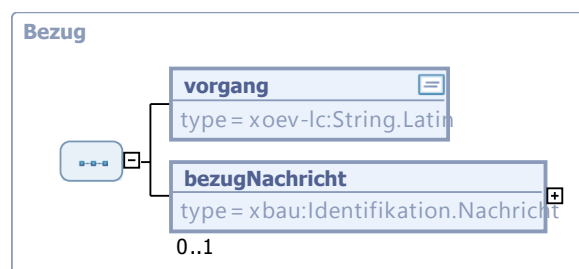 Bezug
vorgang
type = xoev-lc:String.Latin
bezugNachricht
type = xbau:Identifikation.Nachricht
0..1